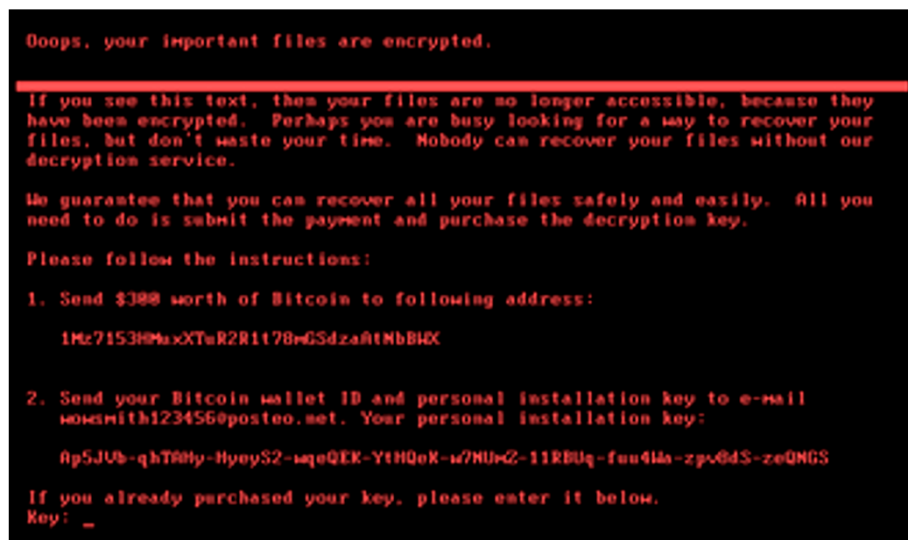 Ooops, your important files are encrypted.
If you see this text, then your files are no longer accessible, because they
have been encrypted.  Perhaps you are busy looking for a way to recover your
files, but don't waste your time.  Nobody can recover your files without our
decryption service.
We guarantee that you can recover all your files safely and easily.  All you
need to do is submit the payment and purchase the decryption key.
Please follow the instructions:
1. Send $300 worth of Bitcoin to following address:
1Mz7153HMuxXTuR2R1t78mGSdzaAtNbBWX
2. Send your Bitcoin wallet ID and personal installation key to e-mail
wowsmith123456@posteo.net. Your personal installation key:
If you already purchased your key, please enter it below.
Key: _